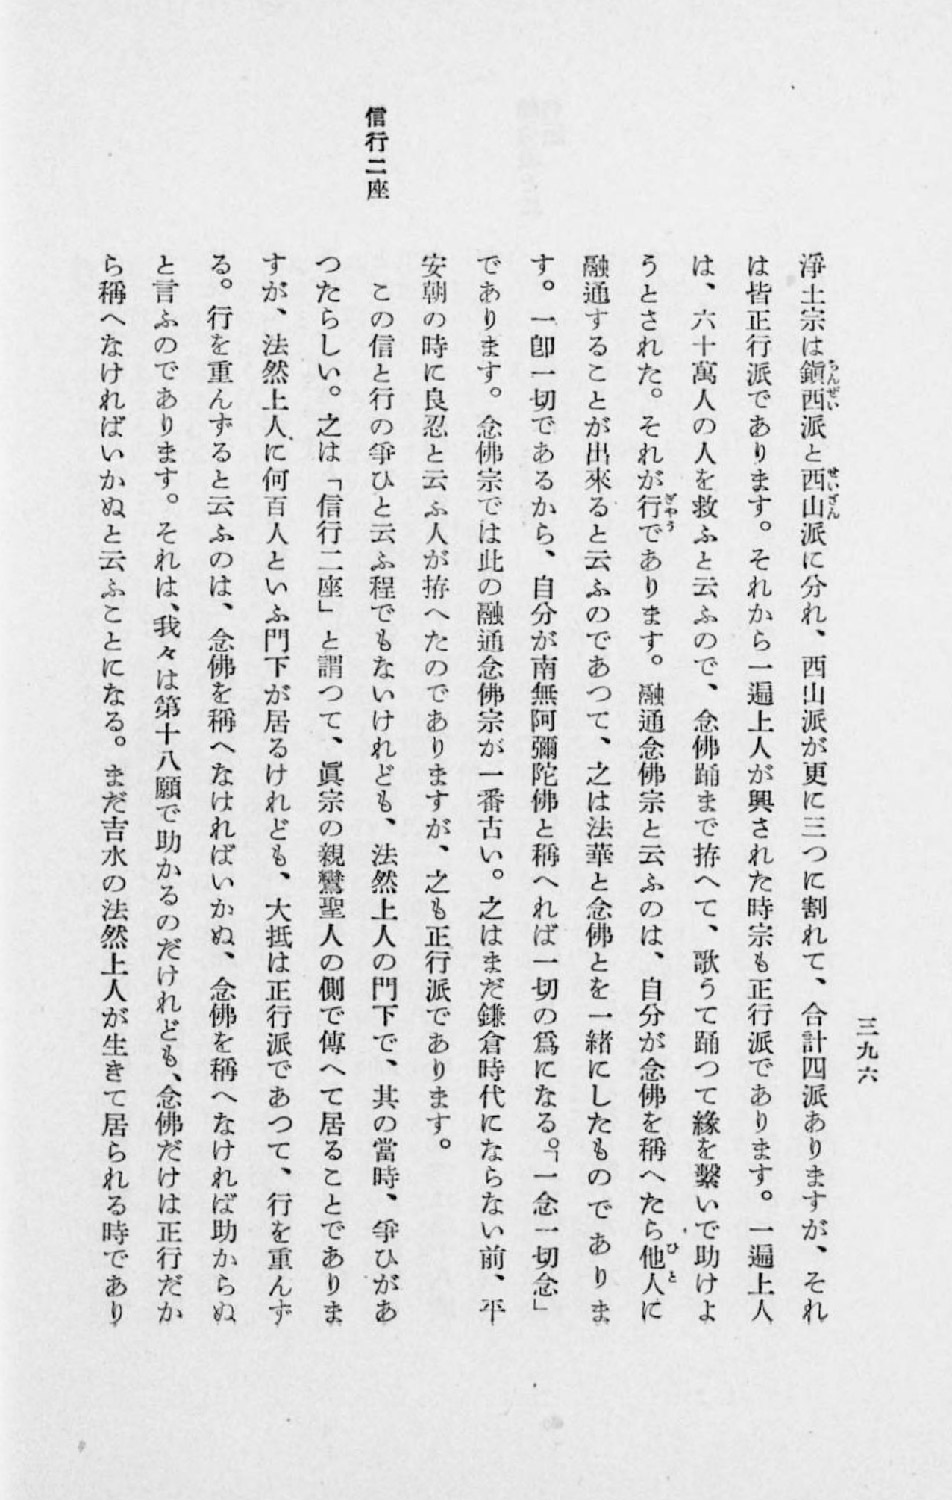 三九六
淨土宗は鎭西派と西山派に分れ、西山派が更に三つに割れて、合計四派ありますが、それ
は皆正行派であります。それから一遍上人が興された時宗も正行派であります。一遍上人
は、六十萬人の人を救ふと云ふので、念佛踊まで拵へて、歌うて踊つて緣を繫いで助けよ
うとされた。それが行であります。融通念佛宗と云ふのは、自分が念佛を稱へたら他人に
融通することが出來ると云ふのであつて、之は法華と念佛とを一緖にしたものでありま
す。一卽一切であるから、自分が南無阿彌陀佛と稱へれば一切の爲になる。「一念一切念」
であります。念佛宗では此の融通念佛宗が一番古い。之はまだ鎌倉時代にならない前、平
安朝の時に良忍と云ふ人が拵へたのでありますが、之も正行派であります。
信行二座
この信と行の爭ひと云ふ程でもないけれども、法然上人の門下で、其の當時、爭ひがあ
つたらしい。之は「信行二座」と謂つて、眞宗の親鸞聖人の側で傳へて居ることでありま
すが、法然上人に何百人といふ門下が居るけれども、大抵は正行派であつて、行を重んず
る。行を重んずると云ふのは、念佛を稱へなければいかぬ、念佛を稱へなければ助からぬ
と言ふのであります。それは、我々は第十八願で助かるのだけれども、念佛だけは正行だか
ら稱へなければいかぬと云ふことになる。まだ吉水の法然上人が生きて居られる時であり